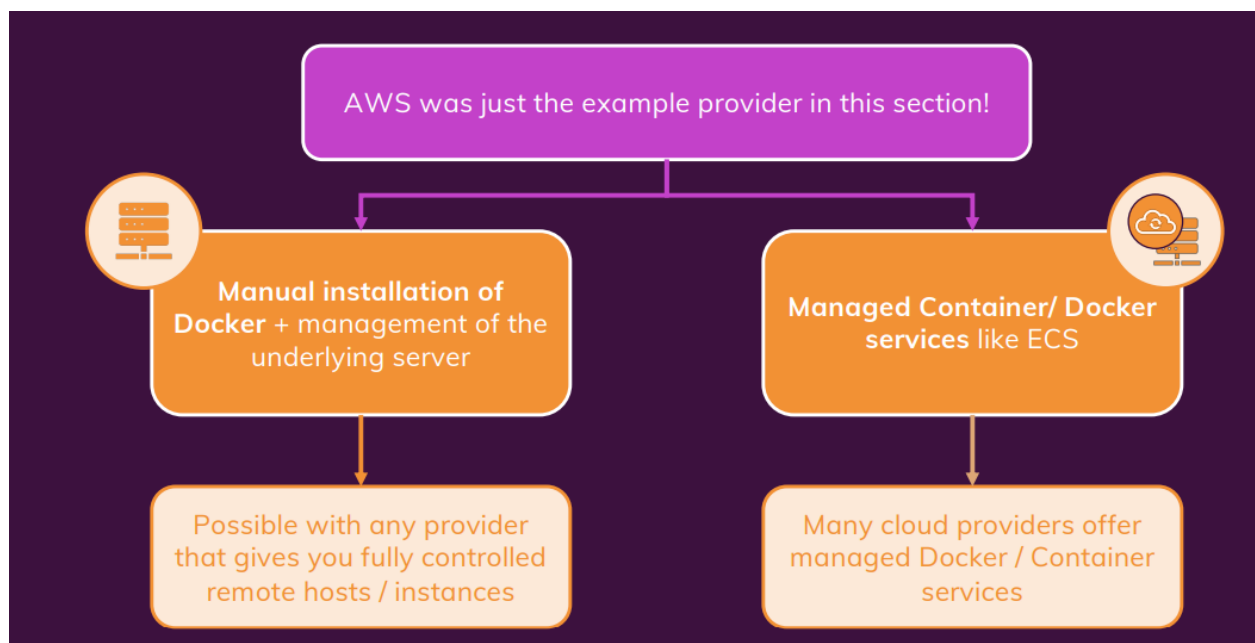 AWS was just the example provider in this section!
Manual installation of
Docker + management of the
underlying server
Managed Container/ Docker
services like ECS
Possible with any provider
that gives you fully controlled
remote hosts / instances
Many cloud providers offer
managed Docker / Container
services